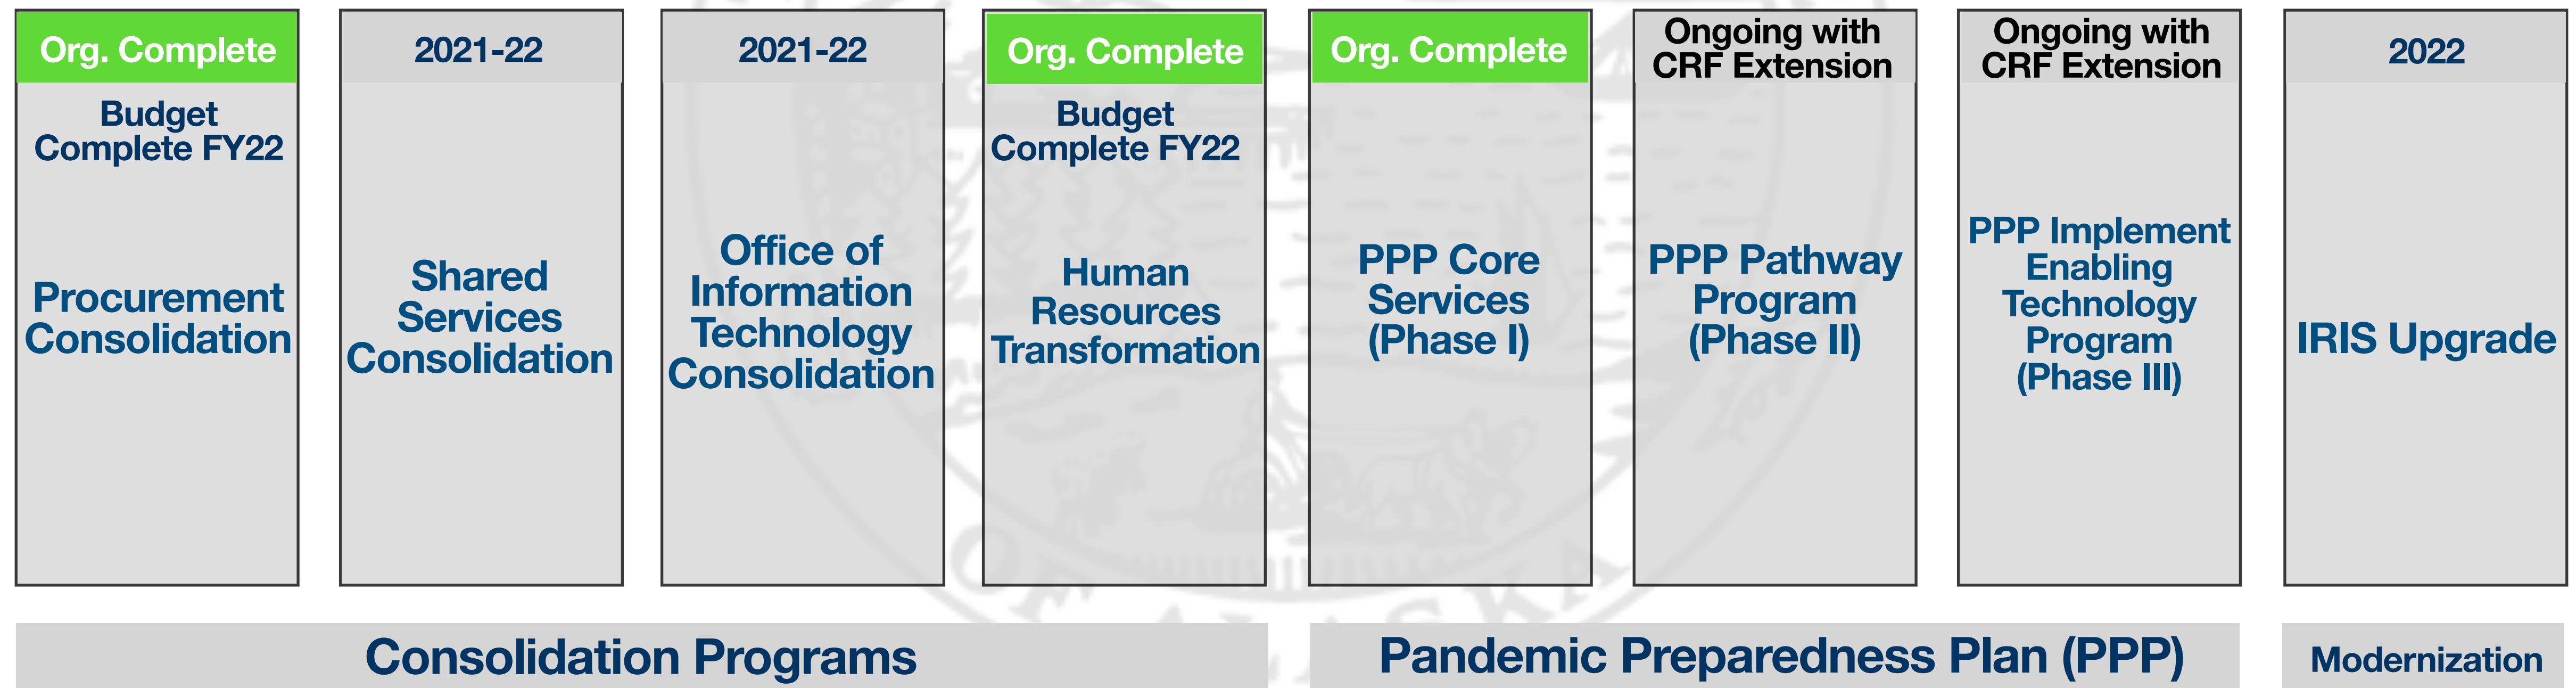 Org. Complete
Budget
Complete FY22
Procurement
Consolidation
2021-22
Shared
Services
Consolidation
2021-22
Office of
Information
Technology
Consolidation
Org. Complete
Budget
Complete FY22
Human
Resources
Transformation
Org. Complete
PPP Core
Services
(Phase I)
Ongoing with
CRF Extension
PPP Pathway
Program
(Phase II)
Ongoing with
CRF Extension
PPP Implement
Enabling
Technology
Program
(Phase III)
2022
IRIS Upgrade
Consolidation Programs
Pandemic Preparedness Plan (PPP)
Modernization
OF ALASKA